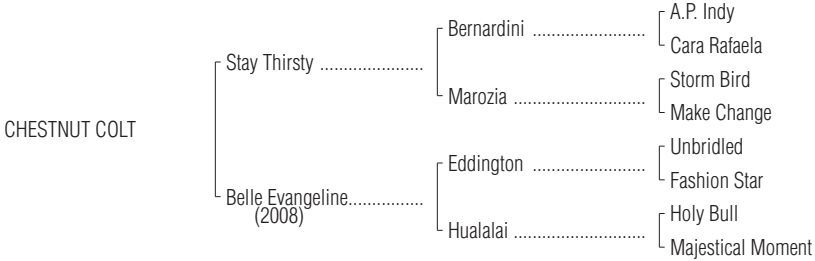 A.P. Indy
Bernardini ........................
Cara Rafaela
Stay Thirsty ......................
Storm Bird
Marozia ............................
Make Change
CHESTNUT COLT
Unbridled
Eddington ........................
Fashion Star
Belle Evangeline................
(2008)
Holy Bull
Hualalai ............................
Majestical Moment